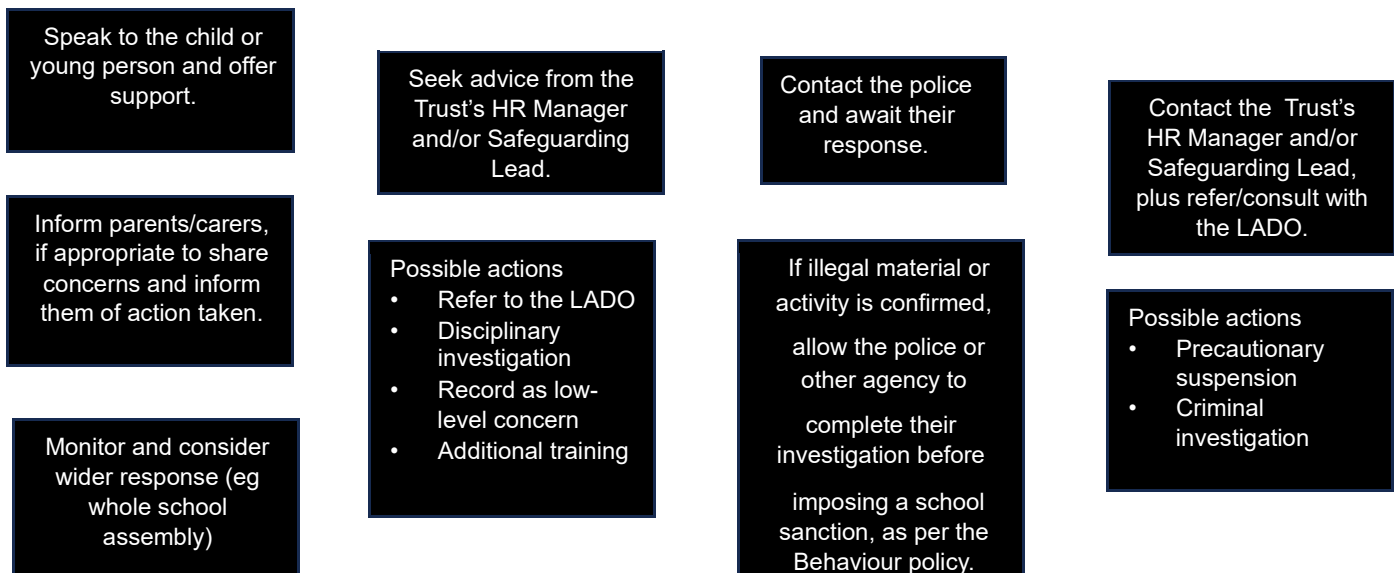 Speak to the child or
young person and offer
support.
Inform parents/carers,
if appropriate to share
concerns and inform
them of action taken.
Monitor and consider
wider response (eg
whole school
assembly)
Seek advice from the
Trust’s HR Manager
and/or Safeguarding
Lead.
Possible actions
• Refer to the LADO
• Disciplinary
investigation
• Record as low-
level concern
• Additional training
Contact the police
and await their
response.
If illegal material or
activity is confirmed,
allow the police or
other agency to
complete their
investigation before
imposing a school
sanction, as per the
Behaviour policy.
Contact the Trust’s
HR Manager and/or
Safeguarding Lead,
plus refer/consult with
the LADO.
Possible actions
• Precautionary
suspension
• Criminal
investigation